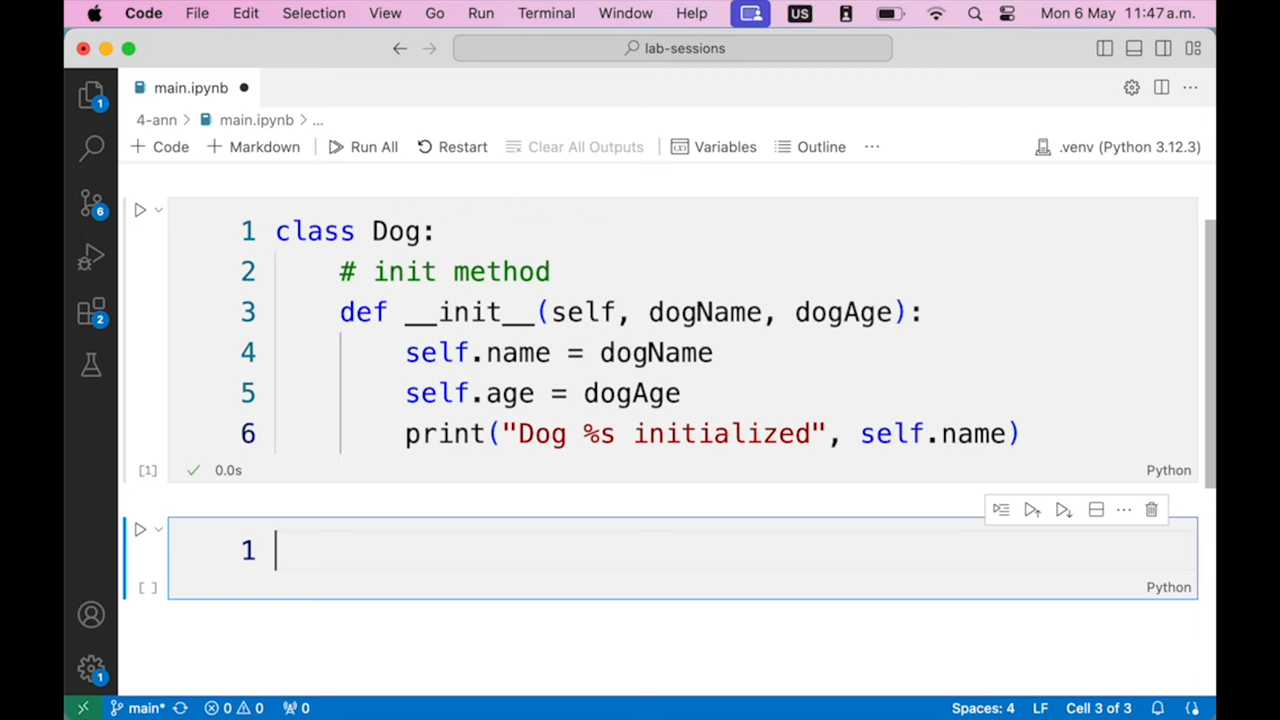 Code File Edit Selection View Go Run Terminal Window Help US Mon 6 May 11:47 a.m.
lab-sessions
main.ipynb
1
4-ann > main.ipynb > ...
+ Code + Markdown Run All Restart Clear All Outputs Variables Outline ... .venv (Python 3.12.3)
6
2
1 class Dog:
2 # init method
3 def __init__(self, dogName, dogAge):
4 self.name = dogName
5 self.age = dogAge
6 print("Dog %s initialized", self.name)
[1] 0.0s Python
1
[ ] Python
1
main* 0 0 0 Spaces: 4 LF Cell 3 of 3